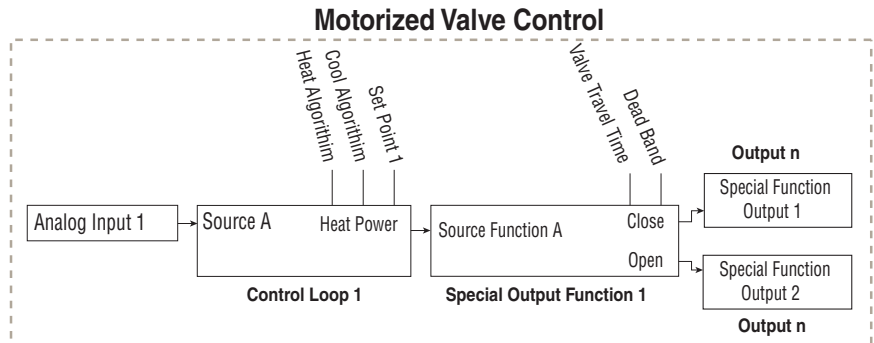 Motorized Valve Control
Heat Algorithim
Cool Algorithim
Set Point 1
Valve Travel Time
Dead Band
Output n
Analog Input 1
Source A
Heat Power
Source Function A
Close
Open
Special Function
Output 1
Special Function
Output 2
Control Loop 1
Special Output Function 1
Output n